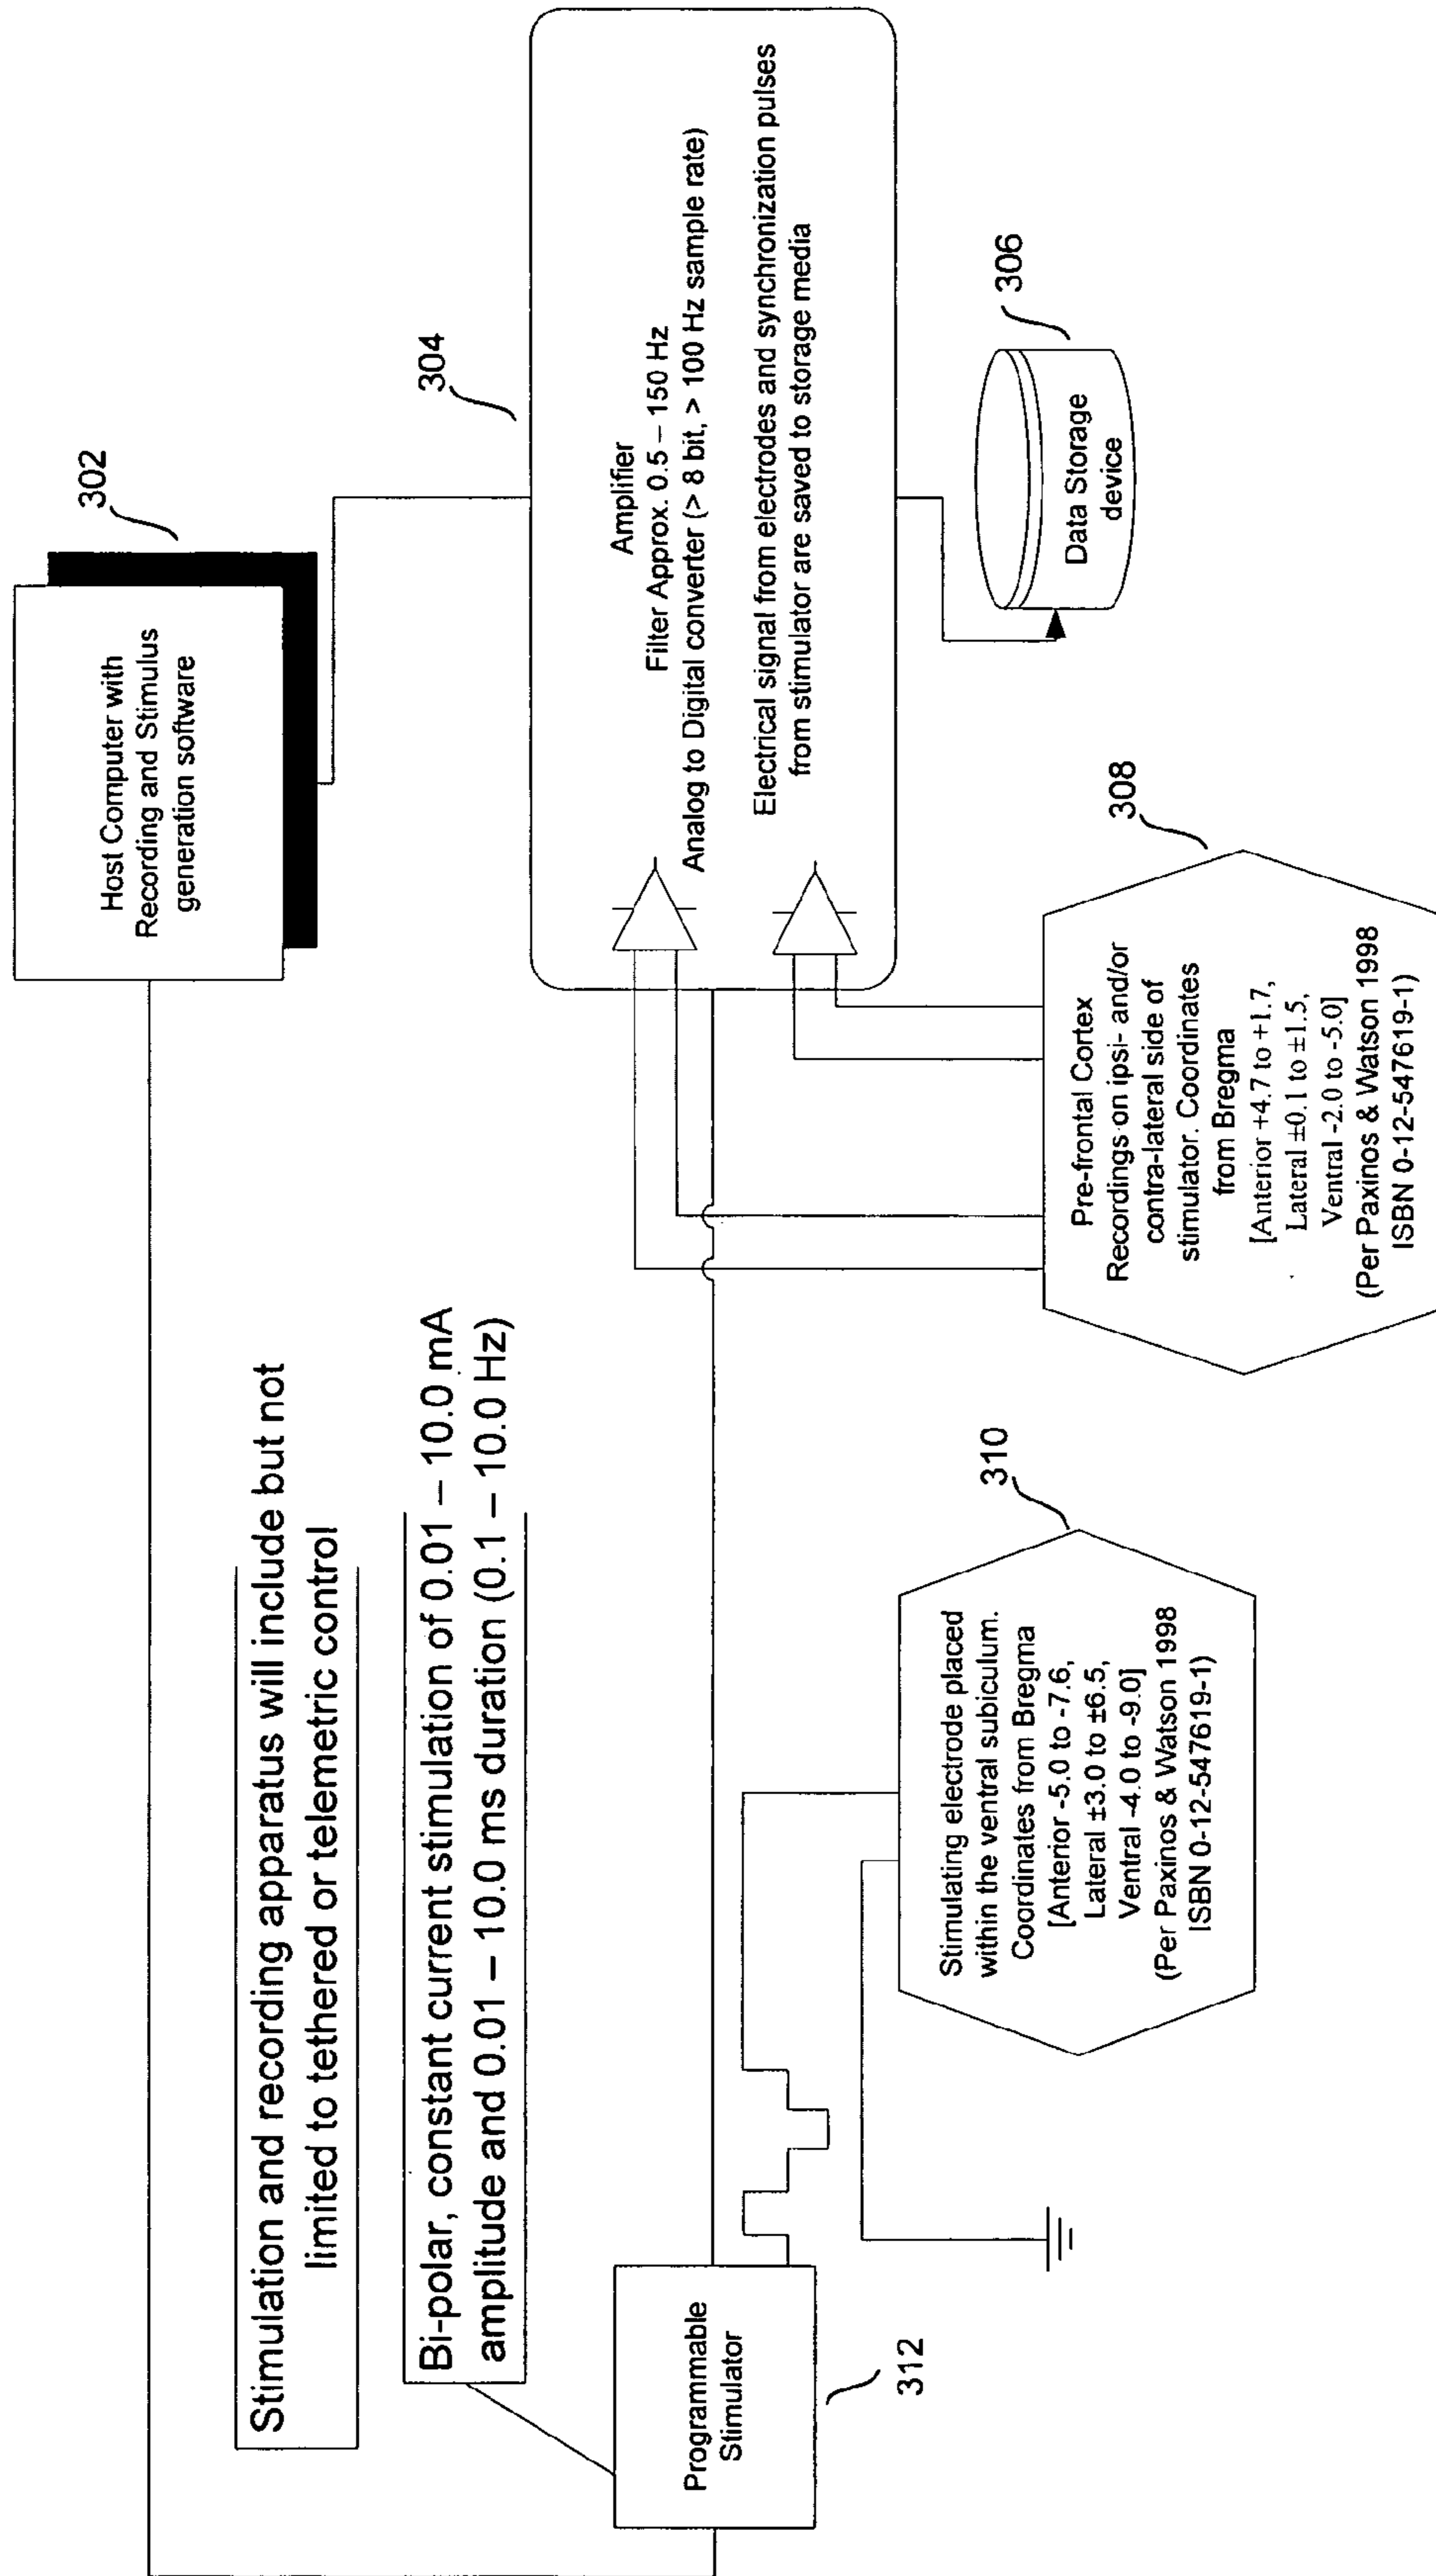 Host Computer with
Recording and Stimulus
generation software
302
Stimulation and recording apparatus will include but not
limited to tethered or telemetric control
Bi-polar, constant current stimulation of 0.01 – 10.0 mA
amplitude and 0.01 – 10.0 ms duration (0.1 – 10.0 Hz)
304
Amplifier
Filter Approx. 0.5 – 150 Hz
Analog to Digital converter (> 8 bit, > 100 Hz sample rate)
Electrical signal from electrodes and synchronization pulses
from stimulator are saved to storage media
Programmable
Stimulator
312
Stimulating electrode placed
within the ventral subiculum.
Coordinates from Bregma
[Anterior -5.0 to -7.6,
Lateral ±3.0 to ±6.5,
Ventral -4.0 to -9.0]
(Per Paxinos & Watson 1998
ISBN 0-12-547619-1)
310
Pre-frontal Cortex
Recordings on ipsi- and/or
contra-lateral side of
stimulator. Coordinates
from Bregma
[Anterior +4.7 to +1.7,
Lateral ±0.1 to ±1.5,
Ventral -2.0 to -5.0]
(Per Paxinos & Watson 1998
ISBN 0-12-547619-1)
308
Data Storage
device
306